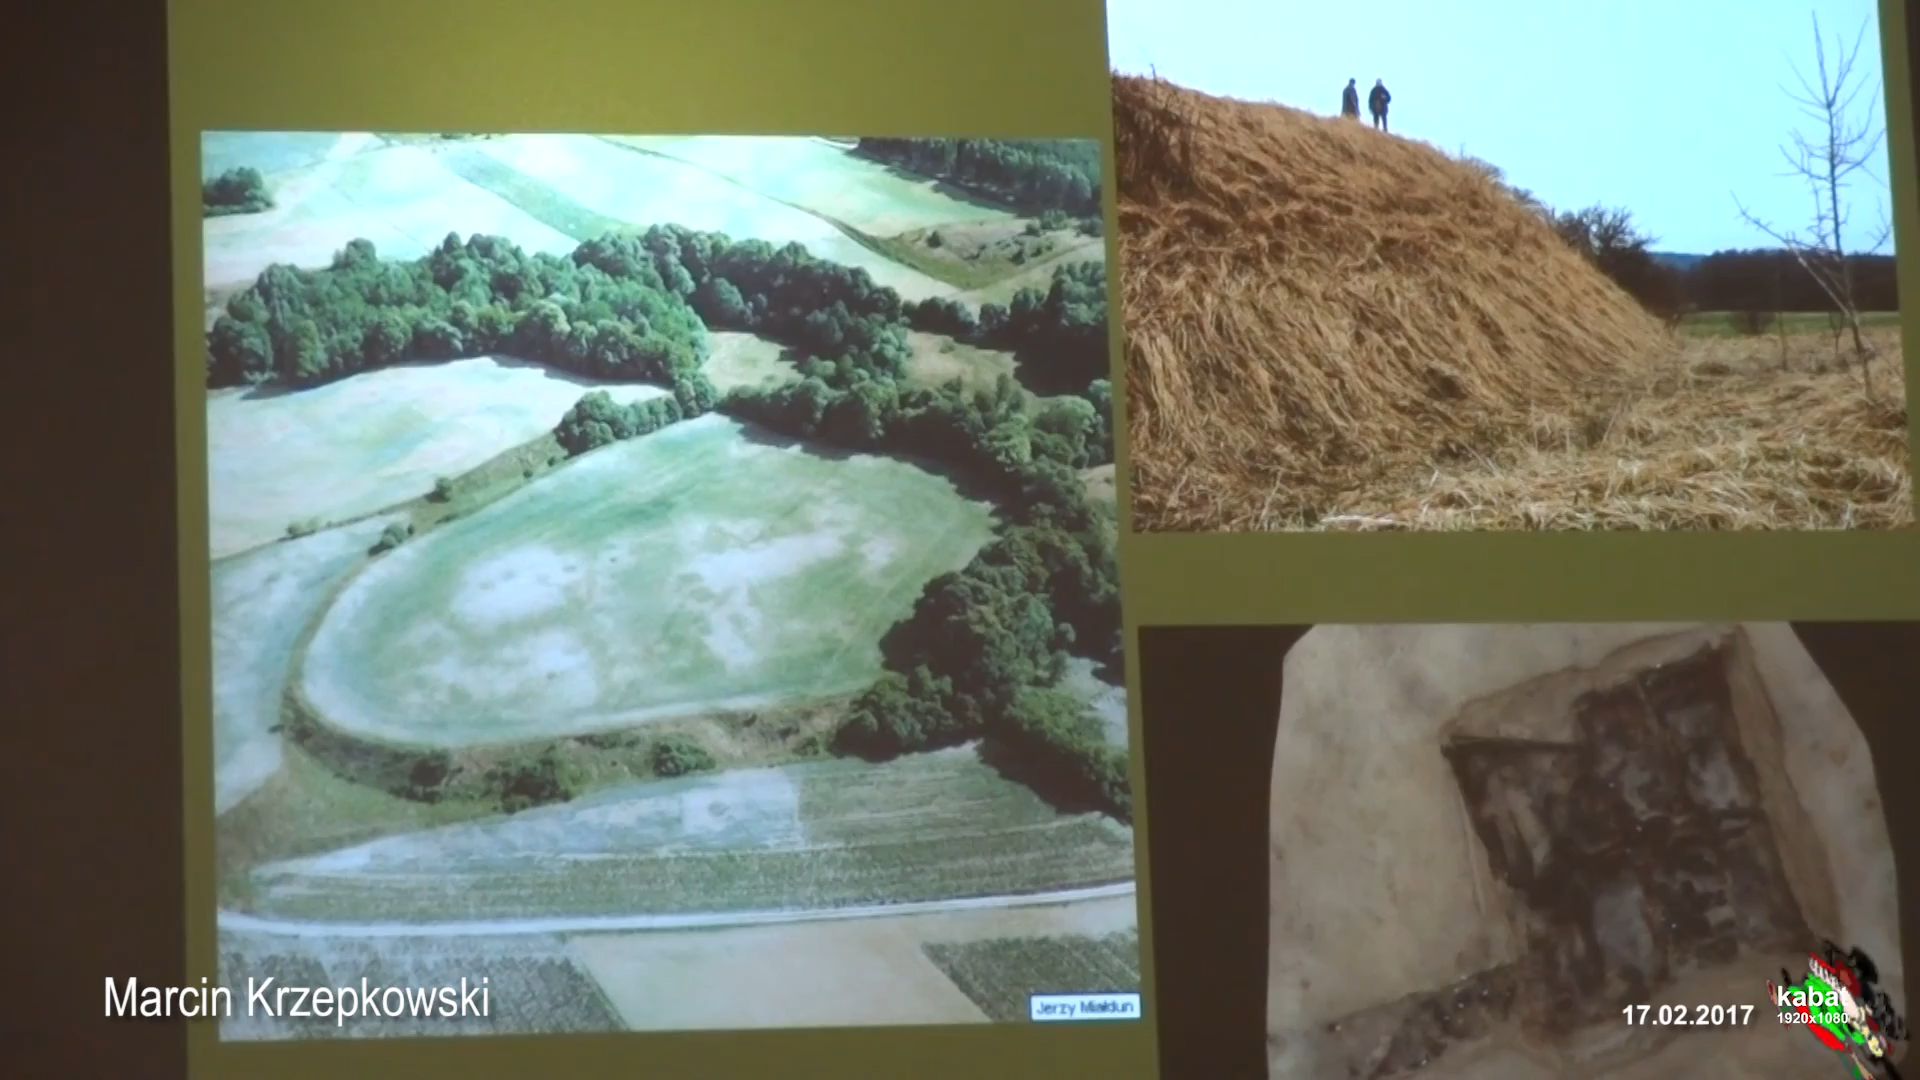 Jerzy Miałdun
Marcin Krzepkowski
17.02.2017
kabat
1920x1080